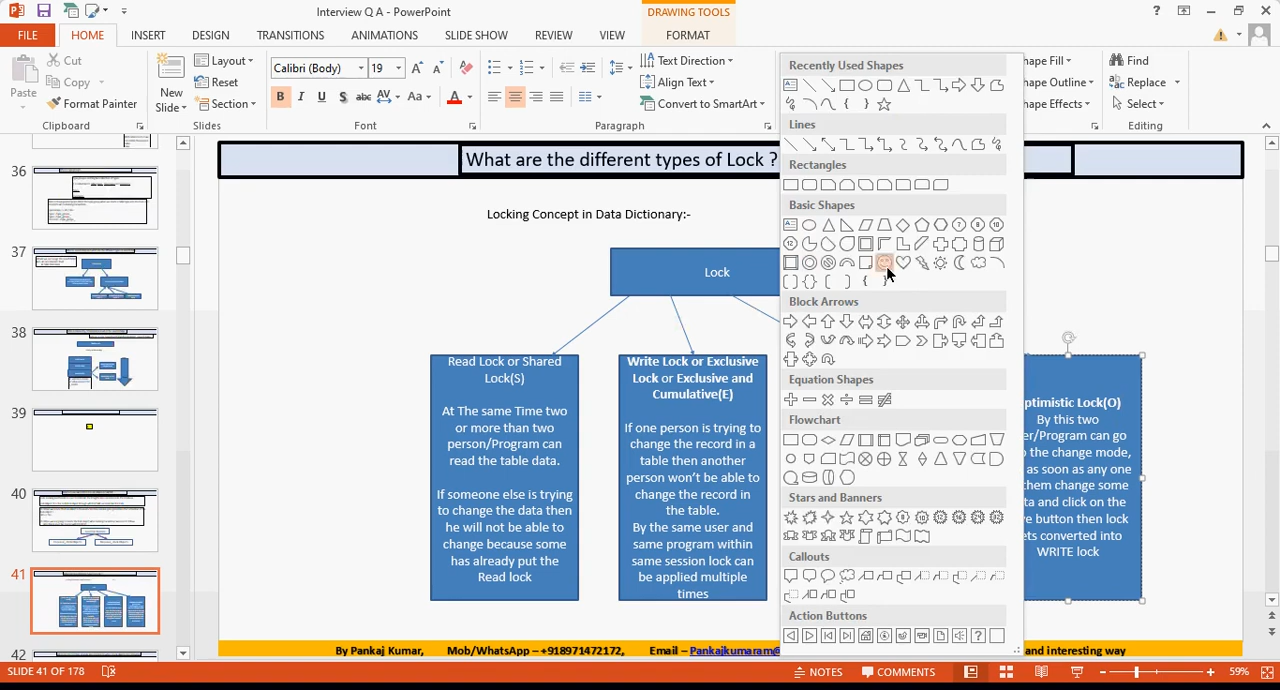 Interview Q A - PowerPoint
DRAWING TOOLS
FILE
HOME
INSERT
DESIGN
TRANSITIONS
ANIMATIONS
SLIDE SHOW
REVIEW
VIEW
FORMAT
Cut
Copy
Format Painter
Paste
Clipboard
New
Slide
Layout
Reset
Section
Slides
Calibri (Body)
19
Font
Text Direction
Align Text
Convert to SmartArt
Paragraph
hape Fill
hape Outline
hape Effects
Find
Replace
Select
Editing
Recently Used Shapes
Lines
Rectangles
Basic Shapes
Block Arrows
Equation Shapes
Flowchart
Stars and Banners
Callouts
Action Buttons
36
37
38
39
40
41
42
What are the different types of Lock ?
Locking Concept in Data Dictionary:-
Lock
Read Lock or Shared
Lock(S)
At The same Time two
or more than two
person/Program can
read the table data.
If someone else is trying
to change the data then
he will not be able to
change because some
has already put the
Read lock
Write Lock or Exclusive
Lock or Exclusive and
Cumulative(E)
If one person is trying to
change the record in a
table then another
person won't be able to
change the record in
the table.
By the same user and
same program within
same session lock can
be applied multiple
times
ptimistic Lock(O)
By this two
er/Program can go
the change mode,
as soon as any one
them change some
ta and click on the
e button then lock
ets converted into
WRITE lock
By Pankaj Kumar, Mob/WhatsApp – +918971472172, Email – Pankajkumaram@ and interesting way
SLIDE 41 OF 178
NOTES
COMMENTS
59%